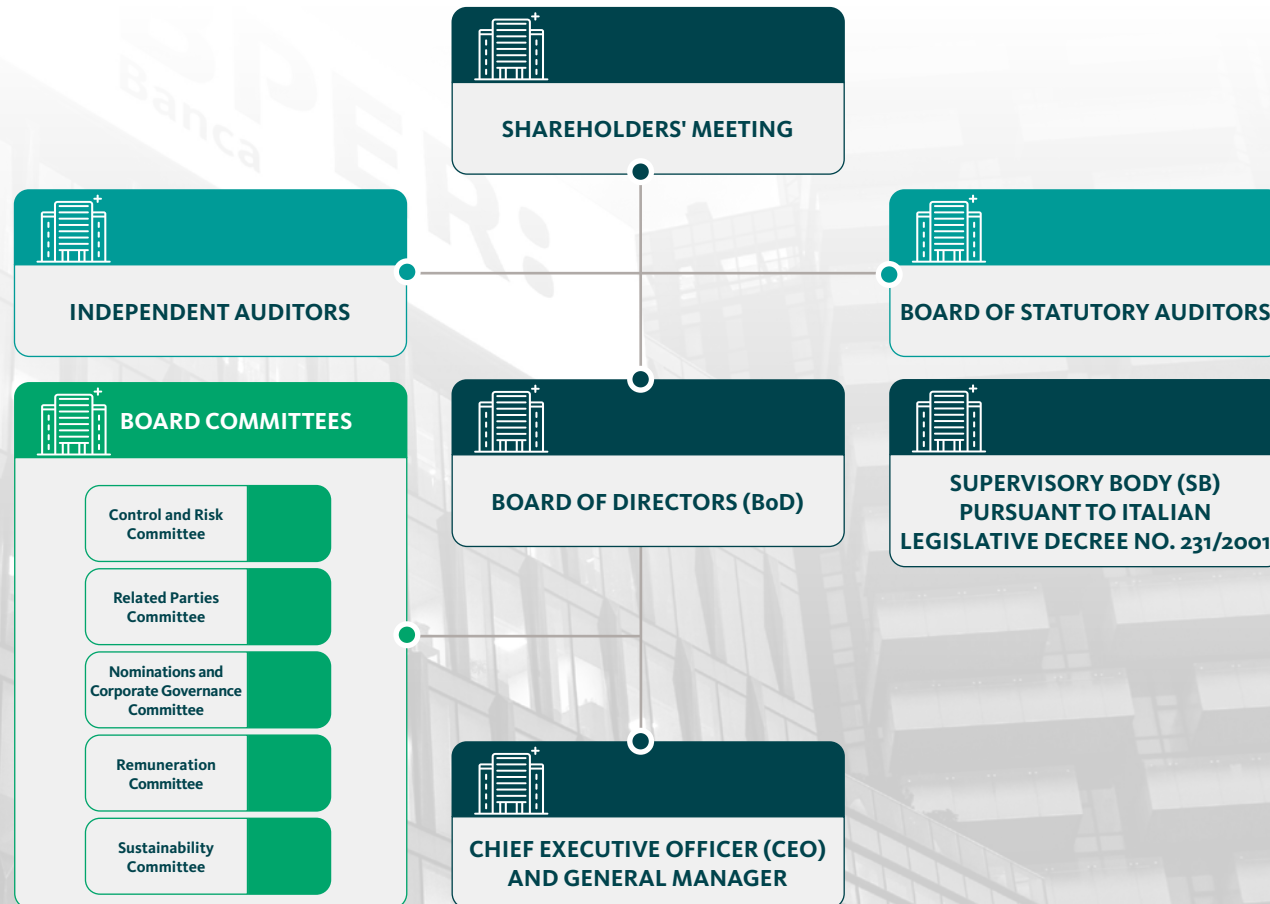 BPER:
Banca
SHAREHOLDERS' MEETING
INDEPENDENT AUDITORS
BOARD OF STATUTORY AUDITORS
BOARD COMMITTEES
Control and Risk
Committee
Related Parties
Committee
Nominations and
Corporate Governance
Committee
Remuneration
Committee
Sustainability
Committee
BOARD OF DIRECTORS (BoD)
SUPERVISORY BODY (SB)
PURSUANT TO ITALIAN
LEGISLATIVE DECREE NO. 231/2001
CHIEF EXECUTIVE OFFICER (CEO)
AND GENERAL MANAGER